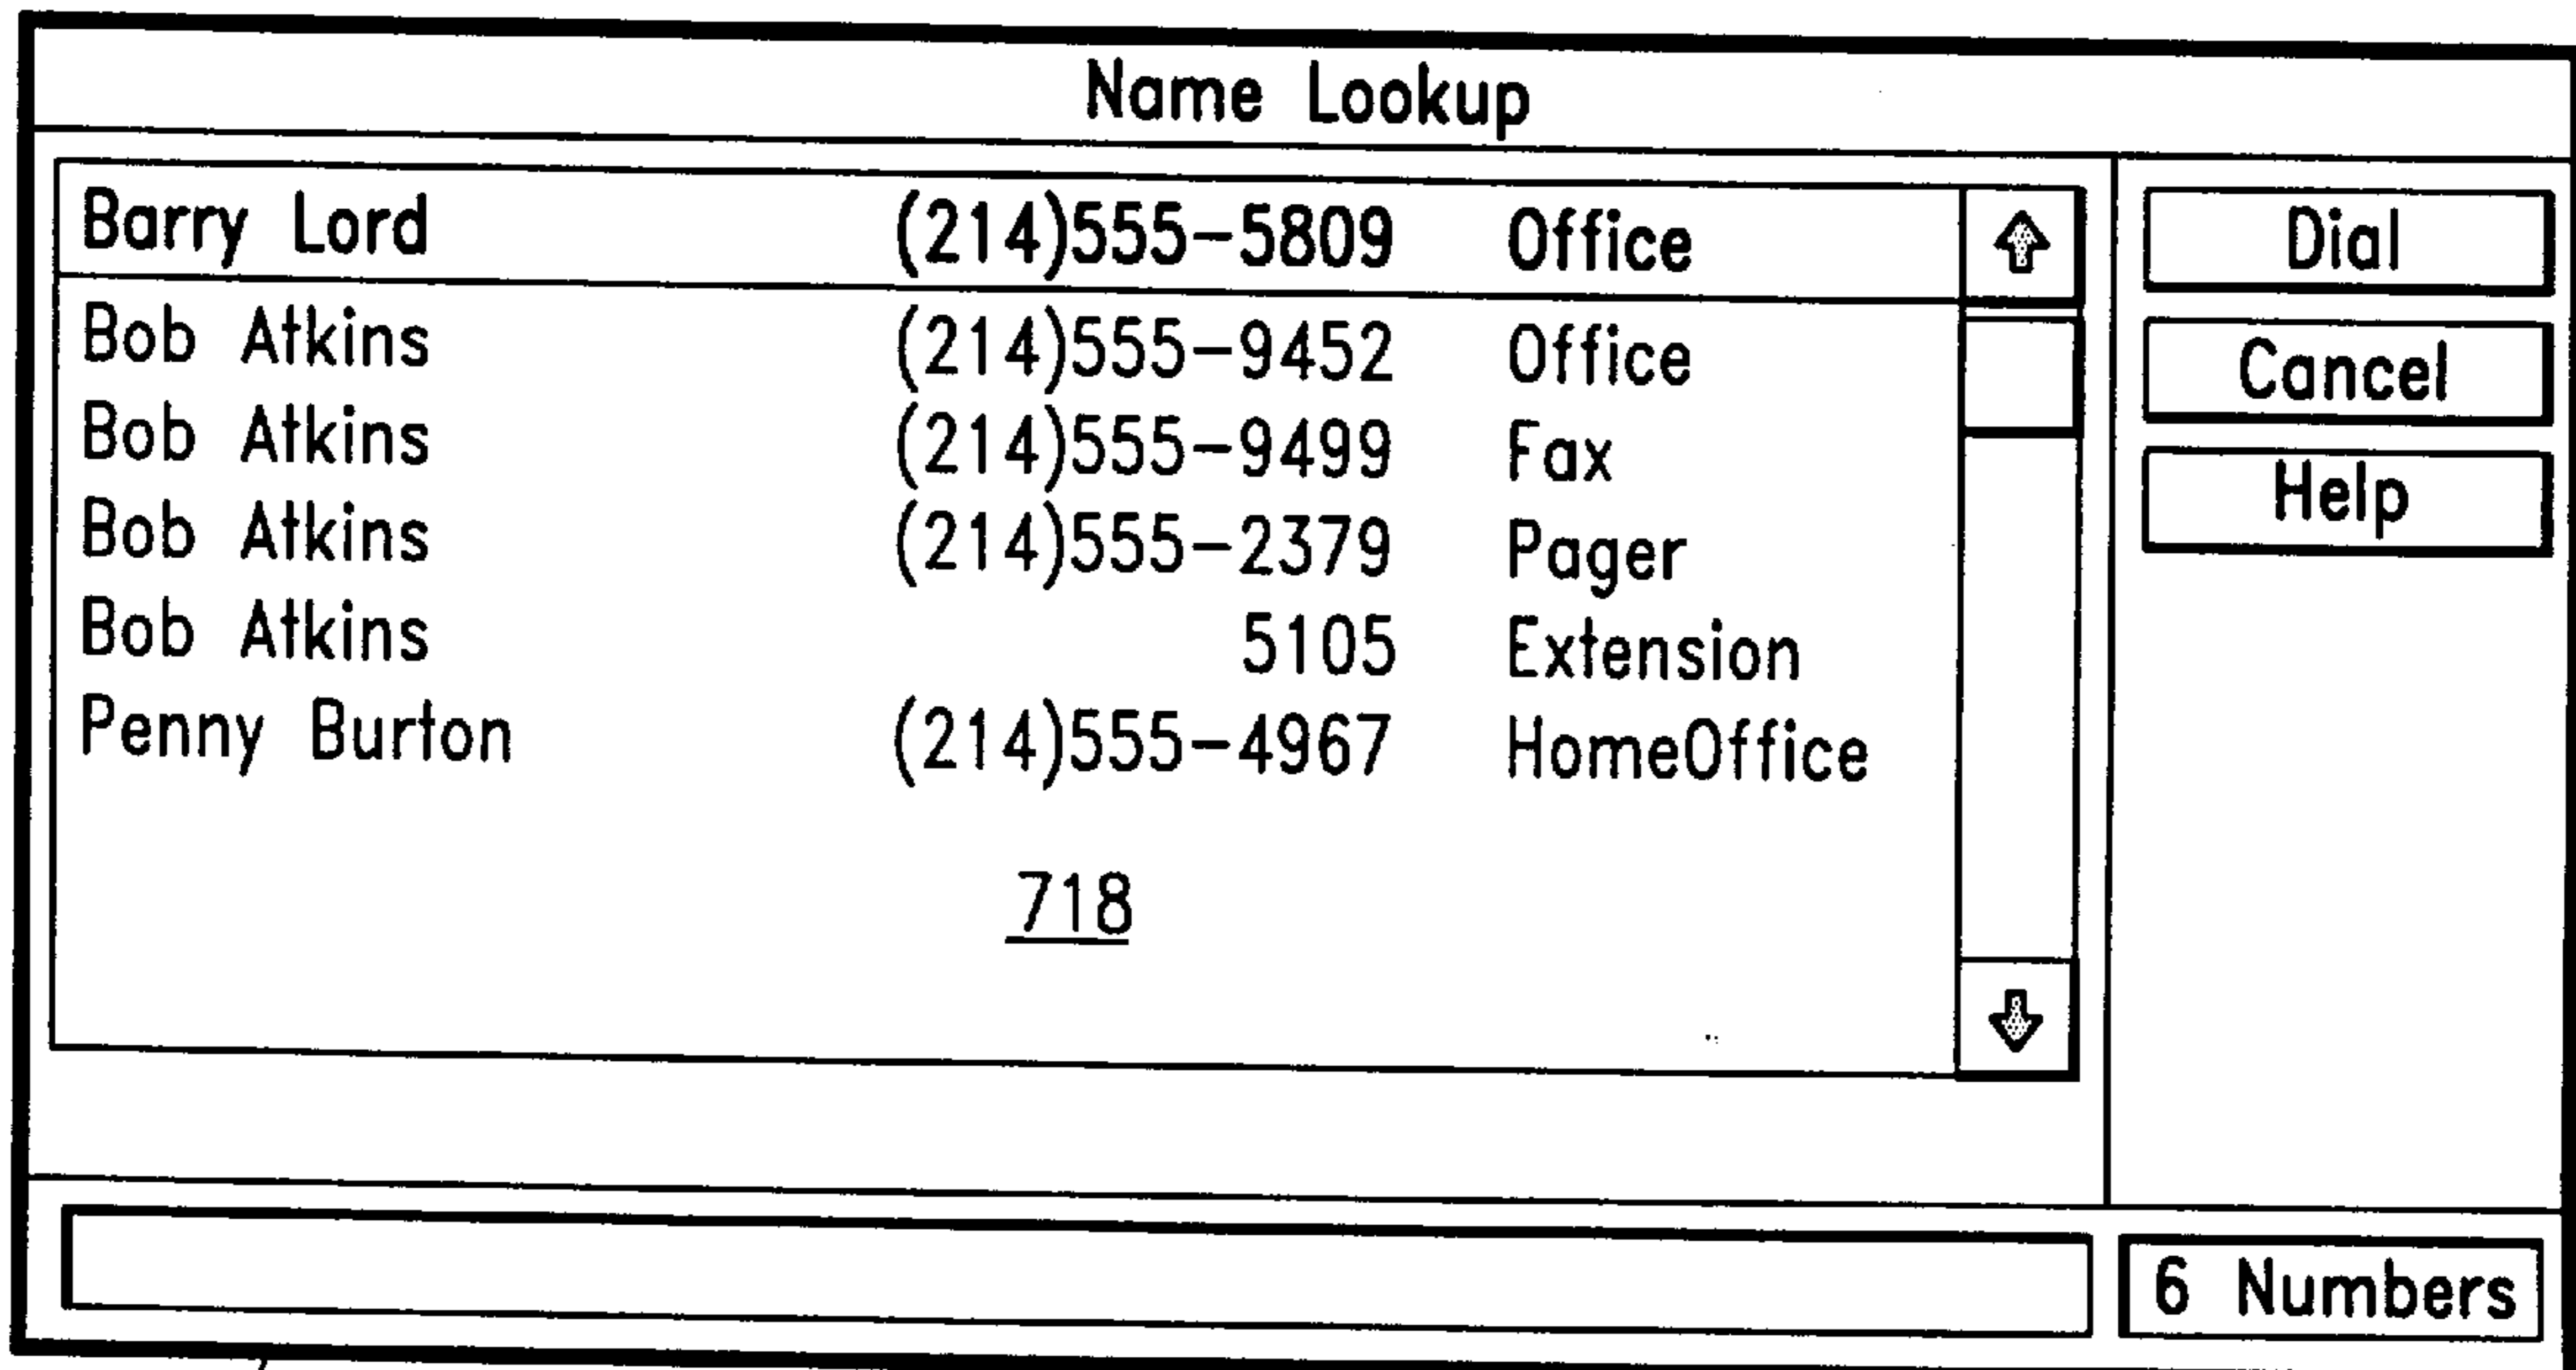 Name Lookup
Barry Lord (214)555-5809 Office
Bob Atkins (214)555-9452 Office
Bob Atkins (214)555-9499 Fax
Bob Atkins (214)555-2379 Pager
Bob Atkins 5105 Extension
Penny Burton (214)555-4967 HomeOffice
718
Dial
Cancel
Help
6 Numbers